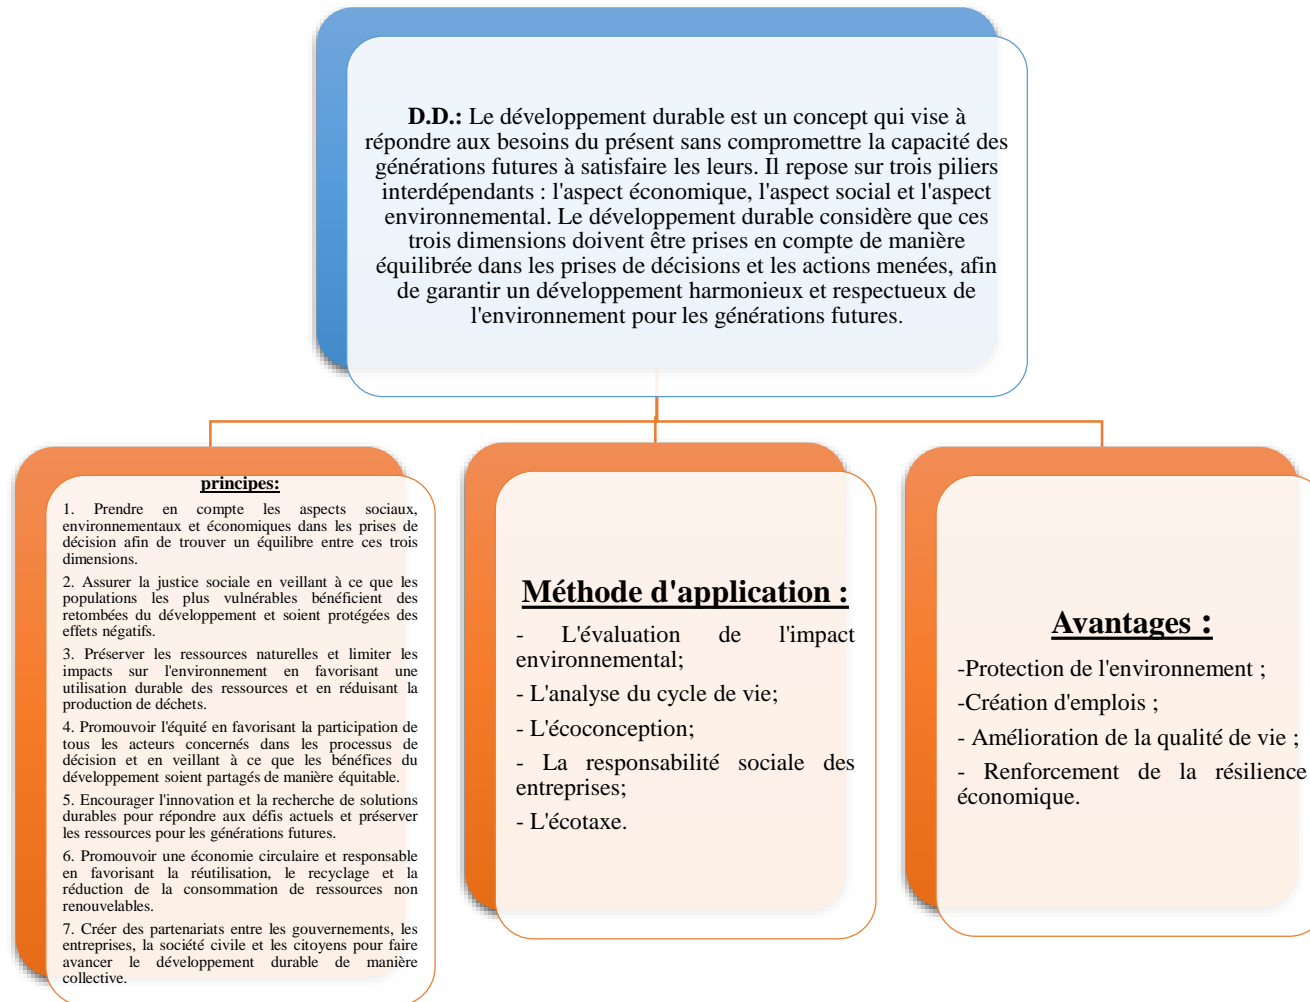 D.D.: Le développement durable est un concept qui vise à
répondre aux besoins du présent sans compromettre la capacité des
générations futures à satisfaire les leurs. Il repose sur trois piliers
interdépendants : l'aspect économique, l'aspect social et l'aspect
environnemental. Le développement durable considère que ces
trois dimensions doivent être prises en compte de manière
équilibrée dans les prises de décisions et les actions menées, afin
de garantir un développement harmonieux et respectueux de
l'environnement pour les générations futures.
principes:
1. Prendre en compte les aspects sociaux,
environnementaux et économiques dans les prises de
décision afin de trouver un équilibre entre ces trois
dimensions.
2. Assurer la justice sociale en veillant à ce que les
populations les plus vulnérables bénéficient des
retombées du développement et soient protégées des
effets négatifs.
3. Préserver les ressources naturelles et limiter les
impacts sur l'environnement en favorisant une
utilisation durable des ressources et en réduisant la
production de déchets.
4. Promouvoir l'équité en favorisant la participation de
tous les acteurs concernés dans les processus de
décision et en veillant à ce que les bénéfices du
développement soient partagés de manière équitable.
5. Encourager l'innovation et la recherche de solutions
durables pour répondre aux défis actuels et préserver
les ressources pour les générations futures.
6. Promouvoir une économie circulaire et responsable
en favorisant la réutilisation, le recyclage et la
réduction de la consommation de ressources non
renouvelables.
7. Créer des partenariats entre les gouvernements, les
entreprises, la société civile et les citoyens pour faire
avancer le développement durable de manière
collective.
Méthode d'application :
- L'évaluation de l'impact
environnemental;
- L'analyse du cycle de vie;
- L'écoconception;
- La responsabilité sociale des
entreprises;
- L'écotaxe.
Avantages :
-Protection de l'environnement ;
-Création d'emplois ;
- Amélioration de la qualité de vie ;
- Renforcement de la résilience
économique.